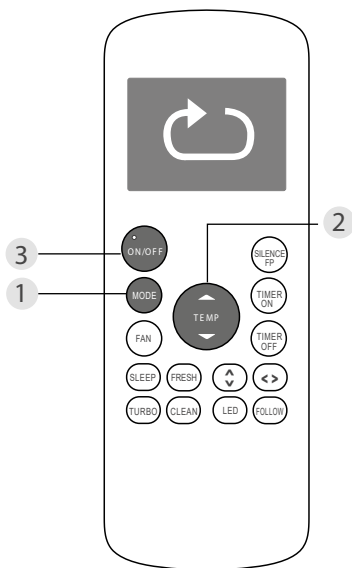 2
3
ON/OFF
SILENCE
FP
1
MODE
TEMP
TIMER
ON
FAN
TIMER
OFF
SLEEP
FRESH
TURBO
CLEAN
LED
FOLLOW